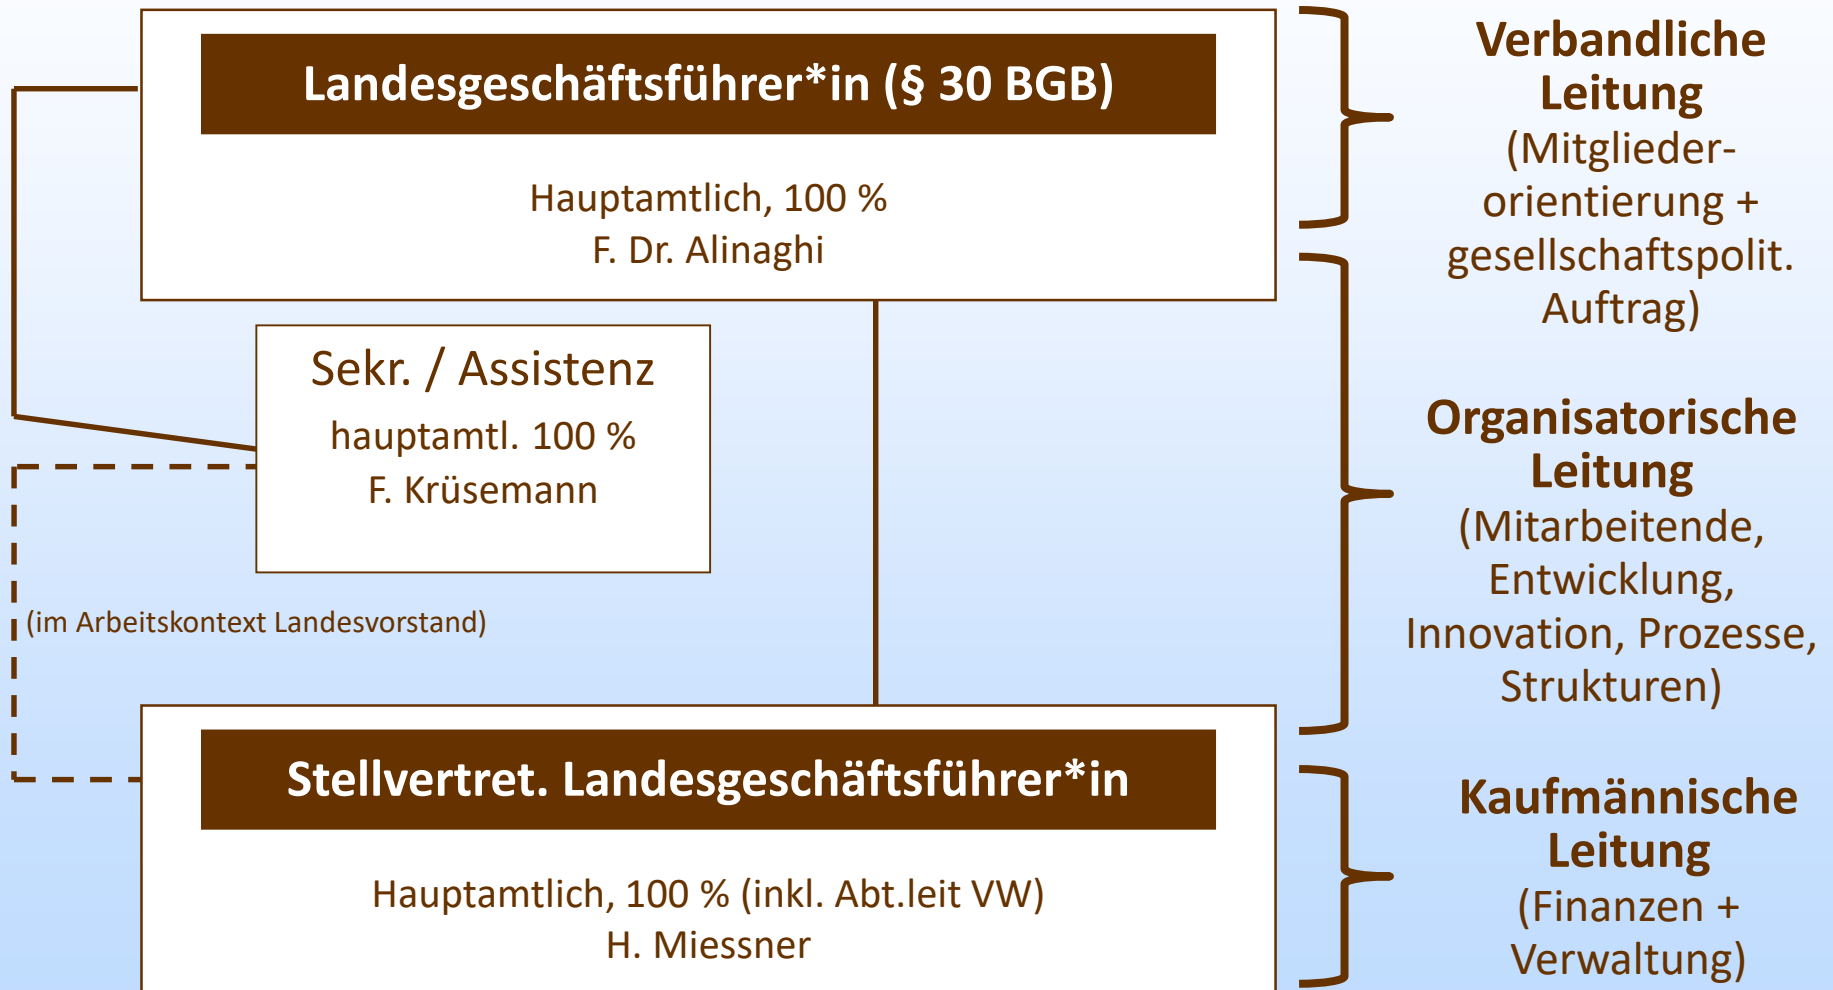 Landesgeschäftsführer*in (§ 30 BGB)
Hauptamtlich, 100 %
F. Dr. Alinaghi
Sekr. / Assistenz
hauptamtl. 100 %
F. Krüsemann
(im Arbeitskontext Landesvorstand)
Stellvertret. Landesgeschäftsführer*in
Hauptamtlich, 100 % (inkl. Abt.leit VW)
H. Miessner
Verbandliche
Leitung
(Mitglieder-
orientierung +
gesellschaftspolit.
Auftrag)
Organisatorische
Leitung
(Mitarbeitende,
Entwicklung,
Innovation, Prozesse,
Strukturen)
Kaufmännische
Leitung
(Finanzen +
Verwaltung)